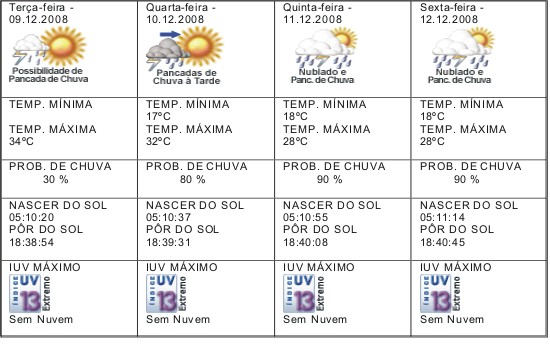 Terça-feira -
09.12.2008
Possibilidade de
Pancada de Chuva
TEMP. MÍNIMA
TEMP. MÁXIMA
34ºC
PROB. DE CHUVA
30 %
NASCER DO SOL
05:10:20
PÔR DO SOL
18:38:54
IUV MÁXIMO
ÍNDICE
UV
13
Extremo
Sem Nuvem
Quarta-feira -
10.12.2008
Pancadas de
Chuva à Tarde
TEMP. MÍNIMA
17ºC
TEMP. MÁXIMA
32ºC
PROB. DE CHUVA
80 %
NASCER DO SOL
05:10:37
PÔR DO SOL
18:39:31
IUV MÁXIMO
ÍNDICE
UV
13
Extremo
Sem Nuvem
Quinta-feira -
11.12.2008
Nublado e
Panc. de Chuva
TEMP. MÍNIMA
18ºC
TEMP. MÁXIMA
28ºC
PROB. DE CHUVA
90 %
NASCER DO SOL
05:10:55
PÔR DO SOL
18:40:08
IUV MÁXIMO
ÍNDICE
UV
13
Extremo
Sem Nuvem
Sexta-feira -
12.12.2008
Nublado e
Panc. de Chuva
TEMP. MÍNIMA
18ºC
TEMP. MÁXIMA
28ºC
PROB. DE CHUVA
90 %
NASCER DO SOL
05:11:14
PÔR DO SOL
18:40:45
IUV MÁXIMO
ÍNDICE
UV
13
Extremo
Sem Nuvem